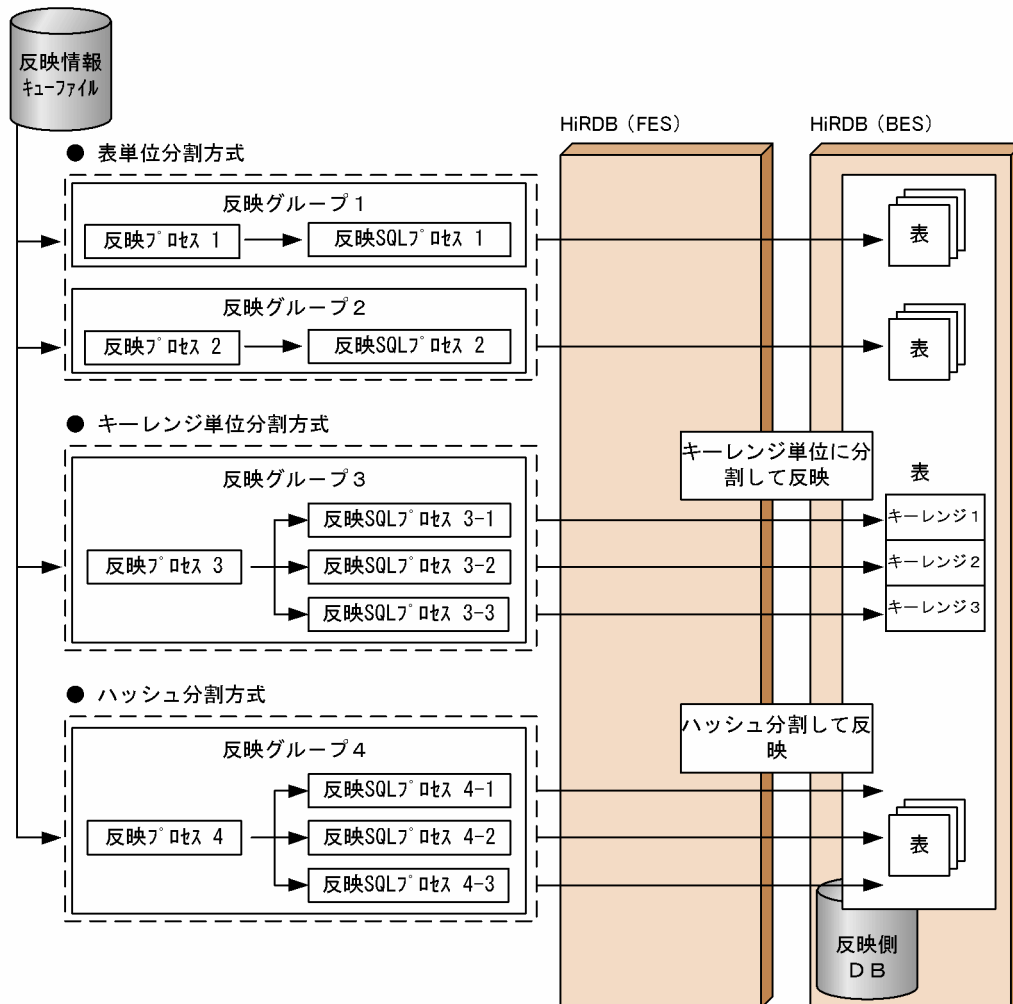 反映情報
ｷｭｰﾌｧｲﾙ
HiRDB（FES）
HiRDB（BES）
● 表単位分割方式
反映グループ１
反映ﾌﾟﾛｾｽ 1
反映SQLﾌﾟﾛｾｽ 1
表
反映グループ２
反映ﾌﾟﾛｾｽ 2
反映SQLﾌﾟﾛｾｽ 2
表
● キーレンジ単位分割方式
キーレンジ単位に分
割して反映
表
反映グループ３
反映ﾌﾟﾛｾｽ 3
反映SQLﾌﾟﾛｾｽ 3-1
反映SQLﾌﾟﾛｾｽ 3-2
反映SQLﾌﾟﾛｾｽ 3-3
キーレンジ１
キーレンジ２
キーレンジ３
● ハッシュ分割方式
ハッシュ分割して反
映
反映グループ４
反映ﾌﾟﾛｾｽ 4
反映SQLﾌﾟﾛｾｽ 4-1
反映SQLﾌﾟﾛｾｽ 4-2
反映SQLﾌﾟﾛｾｽ 4-3
表
反映側
ＤＢ